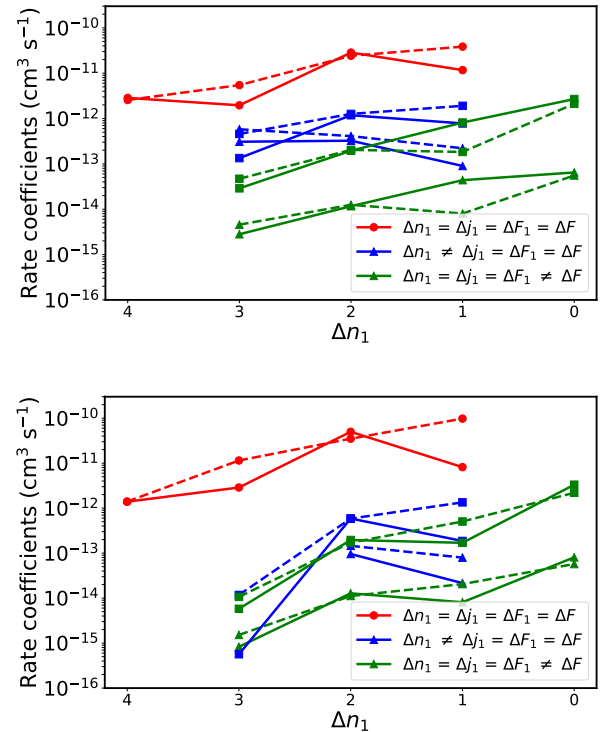 Rate coefficients (cm³ s⁻¹)
10⁻¹⁰
10⁻¹¹
10⁻¹²
10⁻¹³
10⁻¹⁴
10⁻¹⁵
10⁻¹⁶
Δn₁ = Δj₁ = ΔF₁ = ΔF
Δn₁ ≠ Δj₁ = ΔF₁ = ΔF
Δn₁ = Δj₁ = ΔF₁ ≠ ΔF
4 3 2 1 0
Δn₁
Rate coefficients (cm³ s⁻¹)
10⁻¹⁰
10⁻¹¹
10⁻¹²
10⁻¹³
10⁻¹⁴
10⁻¹⁵
10⁻¹⁶
Δn₁ = Δj₁ = ΔF₁ = ΔF
Δn₁ ≠ Δj₁ = ΔF₁ = ΔF
Δn₁ = Δj₁ = ΔF₁ ≠ ΔF
4 3 2 1 0
Δn₁